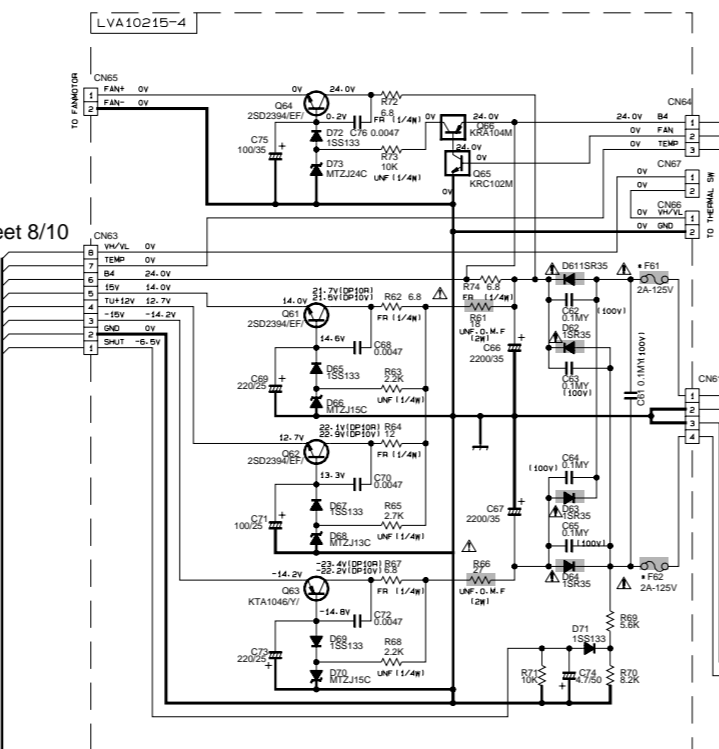 LVA10215-4
TO FANMOTOR
CN65
1 FAN+ 0V
2 FAN- 0V
0V
24.0V
Q64
2SD2394/EF/
R72
6.8
FR (1/4W)
0.2V
C76 0.0047
C75
100/35
+
D72
1SS133
D73
MTZJ24C
R73
10K
UNF (1/4W)
0V
0V
24.0V
Q66
KRA104M
24.0V
0V
Q65
KRC102M
0V
CN64
24.0V B4 1
0V FAN 2
0V TEMP 3
CN67
0V 1
0V 2
CN66
0V VH/VL 1
0V GND 2
TO THERMAL SW
eet 8/10
CN63
8 VH/VL 0V
7 TEMP 0V
6 B4 24.0V
5 15V 14.0V
4 TU+12V 12.7V
3 -15V -14.2V
2 GND 0V
1 SHUT -6.5V
21.7V(DP10R)
21.5V(DP10V)
14.0V
Q61
2SD2394/EF/
R62 6.8
FR (1/4W)
14.6V
C68
0.0047
C69
220/25
+
D65
1SS133
D66
MTZJ15C
R63
2.2K
UNF (1/4W)
R74 6.8
FR (1/4W)
R61
18
UNF.O.M.F
(2W)
C66
2200/35
+
D611SR35
C62
0.1MY
(100V)
D62
1SR35
C63
0.1MY
(100V)
C61 0.1MY(100V)
* F61
2A-125V
CN61
1
2
3
4
22.1V(DP10R)
22.9V(DP10V)
12.7V
Q62
2SD2394/EF/
R64
12
FR (1/4W)
13.3V
C70
0.0047
C71
100/25
+
D67
1SS133
D68
MTZJ13C
R65
2.7K
UNF (1/4W)
C67
2200/35
+
C64
0.1MY
(100V)
D63
1SR35
C65
0.1MY
(100V)
D64
1SR35
* F62
2A-125V
-23.4V(DP10R)
-22.2V(DP10V)
-14.2V
Q63
KTA1046/Y/
R67
6.8
FR (1/4W)
R66
27
UNF.O.M.F
(2W)
-14.8V
C72
0.0047
C73
220/25
+
D69
1SS133
D70
MTZJ15C
R68
2.2K
UNF (1/4W)
D71
1SS133
R69
5.6K
R71
10K
C74
4.7/50
+
R70
8.2K